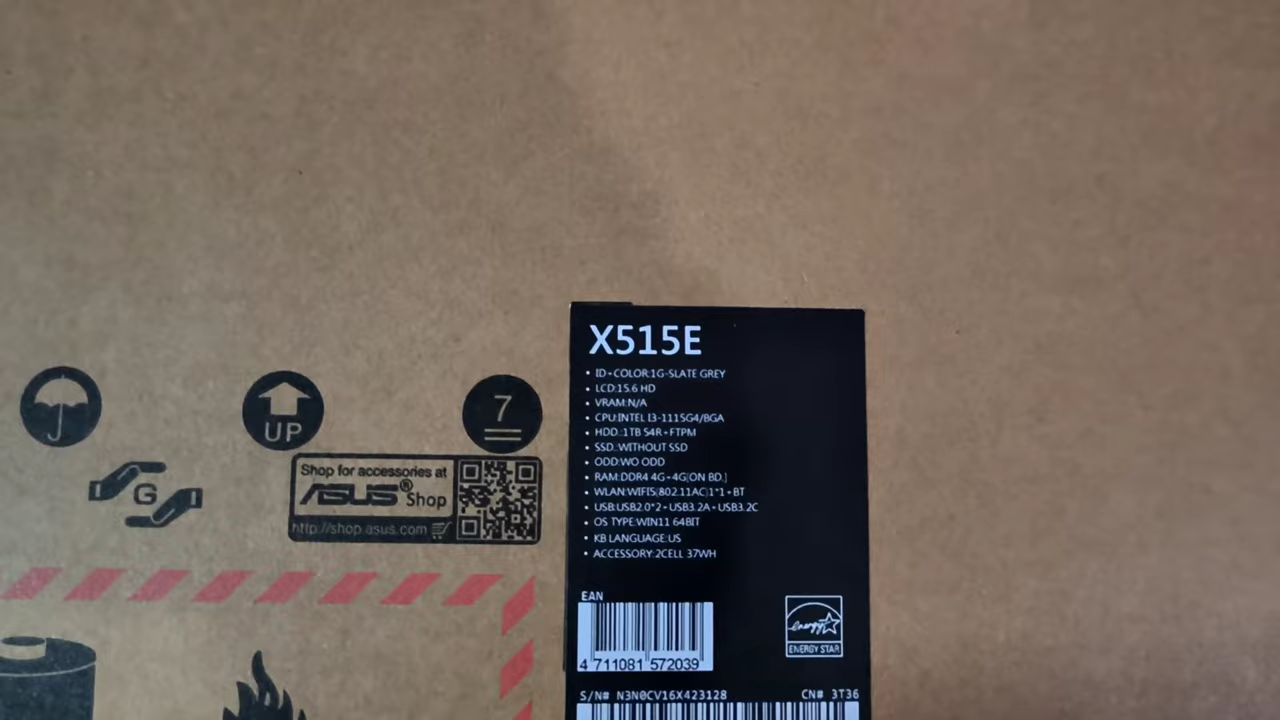 X515E
• ID+COLOR:1G-SLATE GREY
• LCD:15.6 HD
• VRAM:N/A
• CPU:INTEL I3-1115G4/BGA
• HDD.:1TB 54R+FTPM
• SSD.:WITHOUT SSD
• ODD:WO ODD
• RAM:DDR4 4G+4G(ON BD.)
• WLAN:WIFI5(802.11AC)1*1+BT
• USB:USB2.0*2+USB3.2A+USB3.2C
• OS TYPE:WIN11 64BIT
• KB LANGUAGE:US
• ACCESSORY:2CELL 37WH
EAN
4 711081 572039
energy
ENERGY STAR
S/N# N3N0CV16X423128 CN# 3T36
UP
7
G
Shop for accessories at
ASUS® Shop
http://shop.asus.com